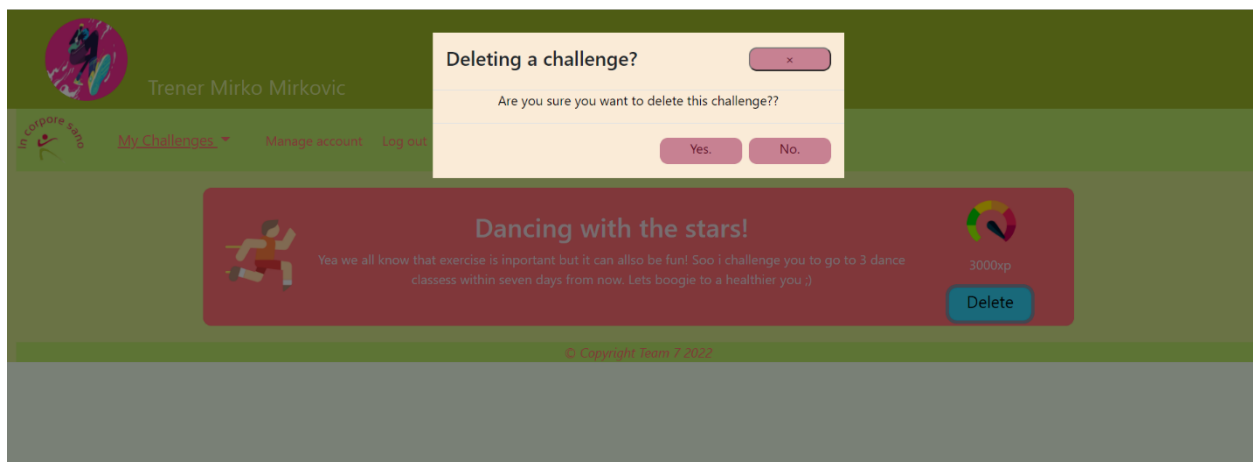 Trener Mirko Mirkovic
Deleting a challenge?
×
Are you sure you want to delete this challenge??
Yes.
No.
In corpore sano
My Challenges
Manage account
Log out
Dancing with the stars!
Yea we all know that exercise is inportant but it can allso be fun! Soo i challenge you to go to 3 dance
classess within seven days from now. Lets boogie to a healthier you ;)
3000xp
Delete
© Copyright Team 7 2022